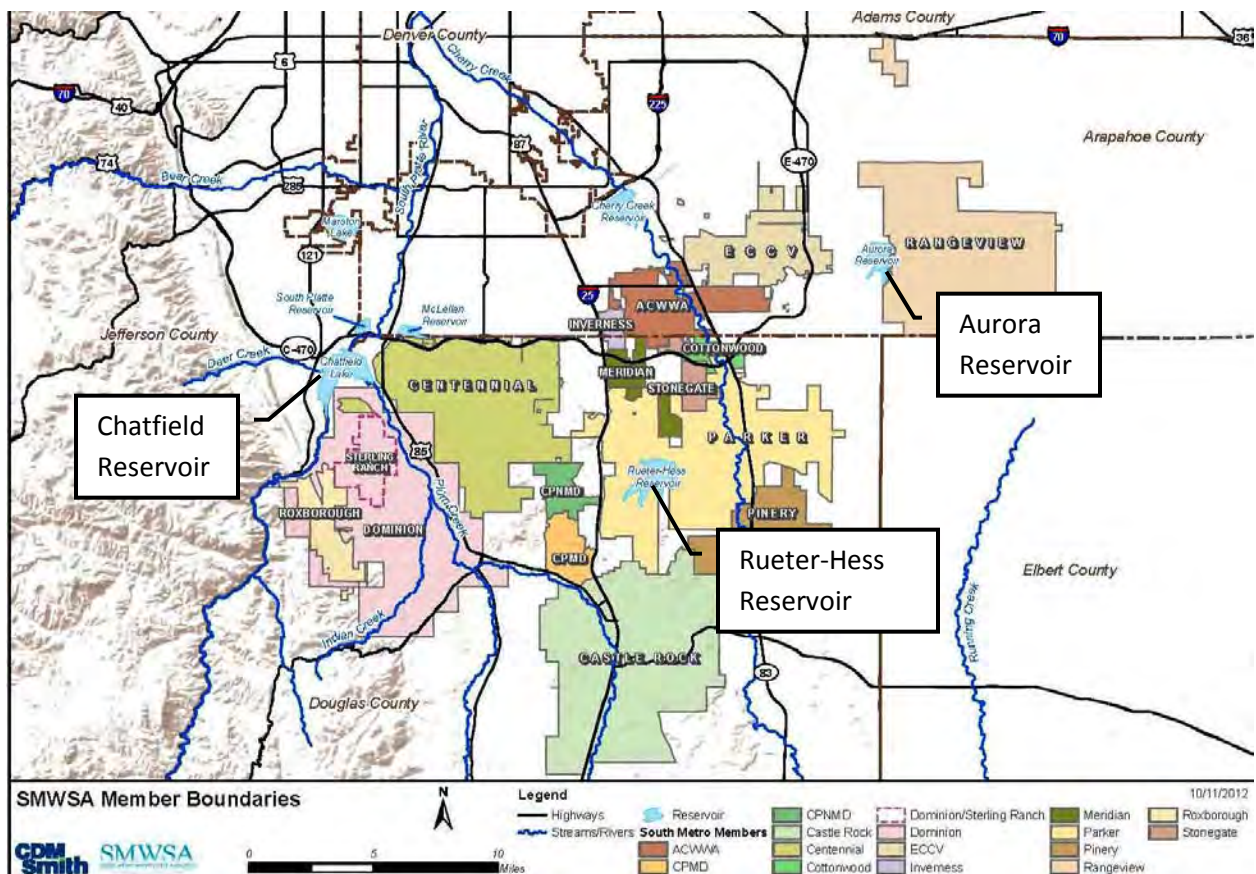 Adams County
Denver County
Cherry Creek
70
36
6
70
40
225
87
Arapahoe County
E-470
74
Bear Creek
285
South Platte River
Cherry Creek
Reservoir
Marston
Lake
121
ECCV
RANGEVIEW
Aurora
Reservoir
25
ACWWA
INVERNESS
South Platte
Reservoir
McLellan
Reservoir
Jefferson County
C-470
Deer Creek
Chatfield
Lake
COTTONWOOD
MERIDIAN
STONEGATE
CENTENNIAL
Aurora
Reservoir
Chatfield
Reservoir
PARKER
85
STERLING
RANCH
Rueter-Hess
Reservoir
CPNMD
Plum Creek
PINERY
ROXBOROUGH
DOMINION
CPMD
Rueter-Hess
Reservoir
Elbert County
Running Creek
Indian Creek
CASTLE ROCK
83
Douglas County
SMWSA Member Boundaries
N
CDM
Smith
SMWSA
0 5 10
Miles
10/11/2012
Legend
Highways
Streams/Rivers
Reservoir
South Metro Members
ACWWA
CPMD
CPNMD
Castle Rock
Centennial
Cottonwood
Dominion/Sterling Ranch
Dominion
ECCV
Inverness
Meridian
Parker
Pinery
Rangeview
Roxborough
Stonegate